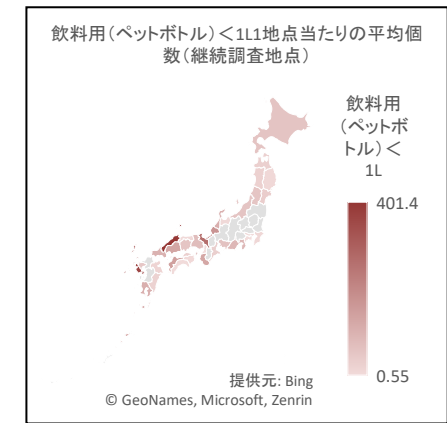 飲料用(ペットボトル)<1L1地点当たりの平均個
数(継続調査地点)
飲料用
(ペットボ
トル)<
1L
401.4
0.55
提供元: Bing
© GeoNames, Microsoft, Zenrin